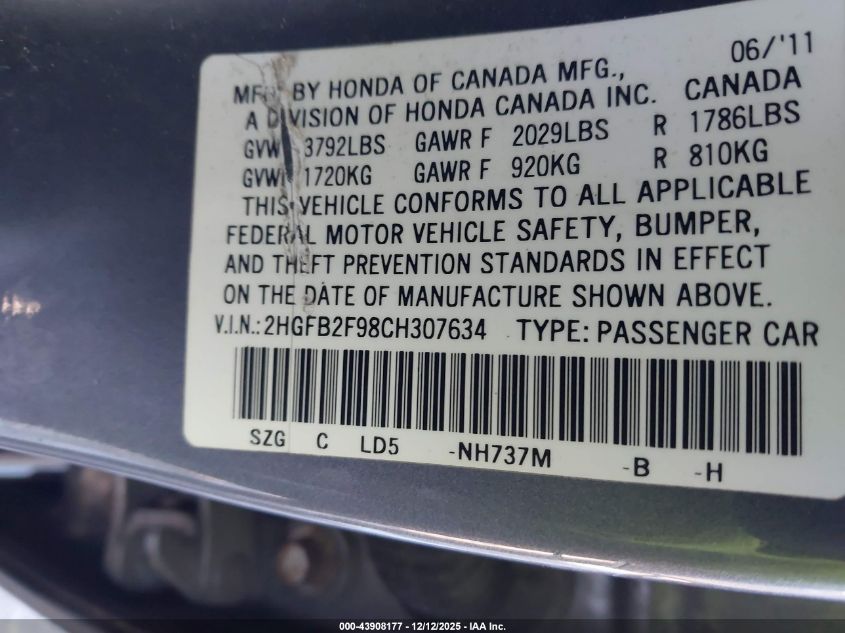 06/'11
MFD BY HONDA OF CANADA MFG., CANADA
A DIVISION OF HONDA CANADA INC.
GVWR 3792LBS GAWR F 2029LBS R 1786LBS
GVWR 1720KG GAWR F 920KG R 810KG
THIS VEHICLE CONFORMS TO ALL APPLICABLE
FEDERAL MOTOR VEHICLE SAFETY, BUMPER,
AND THEFT PREVENTION STANDARDS IN EFFECT
ON THE DATE OF MANUFACTURE SHOWN ABOVE.
V.I.N.: 2HGFB2F98CH307634 TYPE: PASSENGER CAR
SZG C LD5 -NH737M -B -H
000-43908177 - 12/12/2025 - IAA Inc.